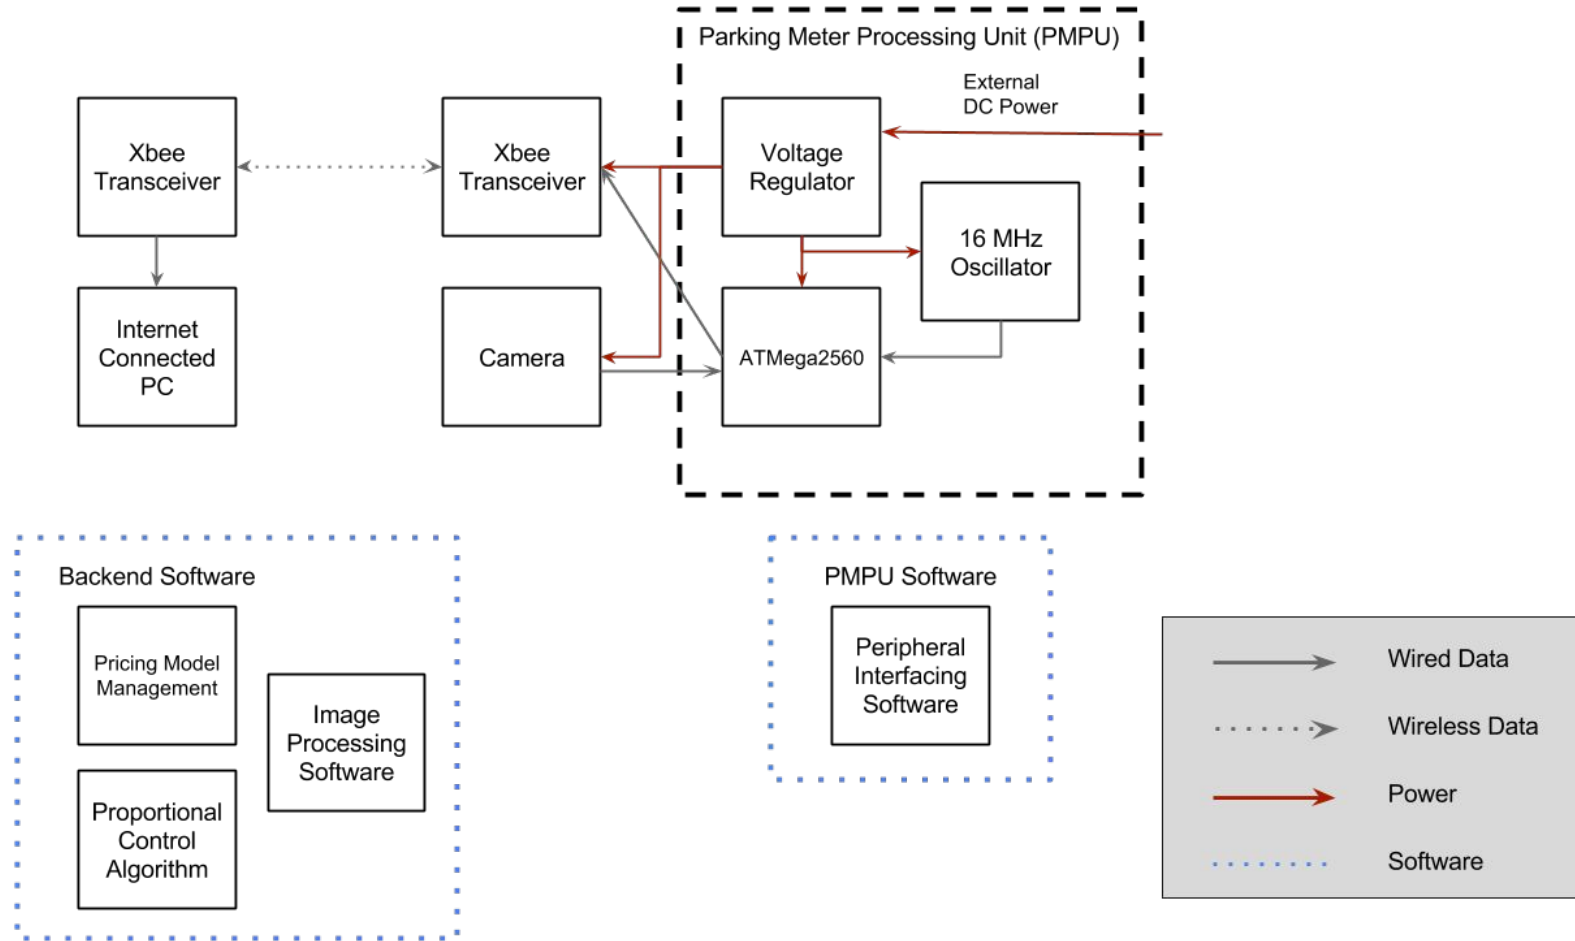 Parking Meter Processing Unit (PMPU)
External
DC Power
Xbee
Transceiver
Xbee
Transceiver
Voltage
Regulator
16 MHz
Oscillator
Internet
Connected
PC
Camera
ATMega2560
Backend Software
Pricing Model
Management
Image
Processing
Software
Proportional
Control
Algorithm
PMPU Software
Peripheral
Interfacing
Software
Wired Data
Wireless Data
Power
Software